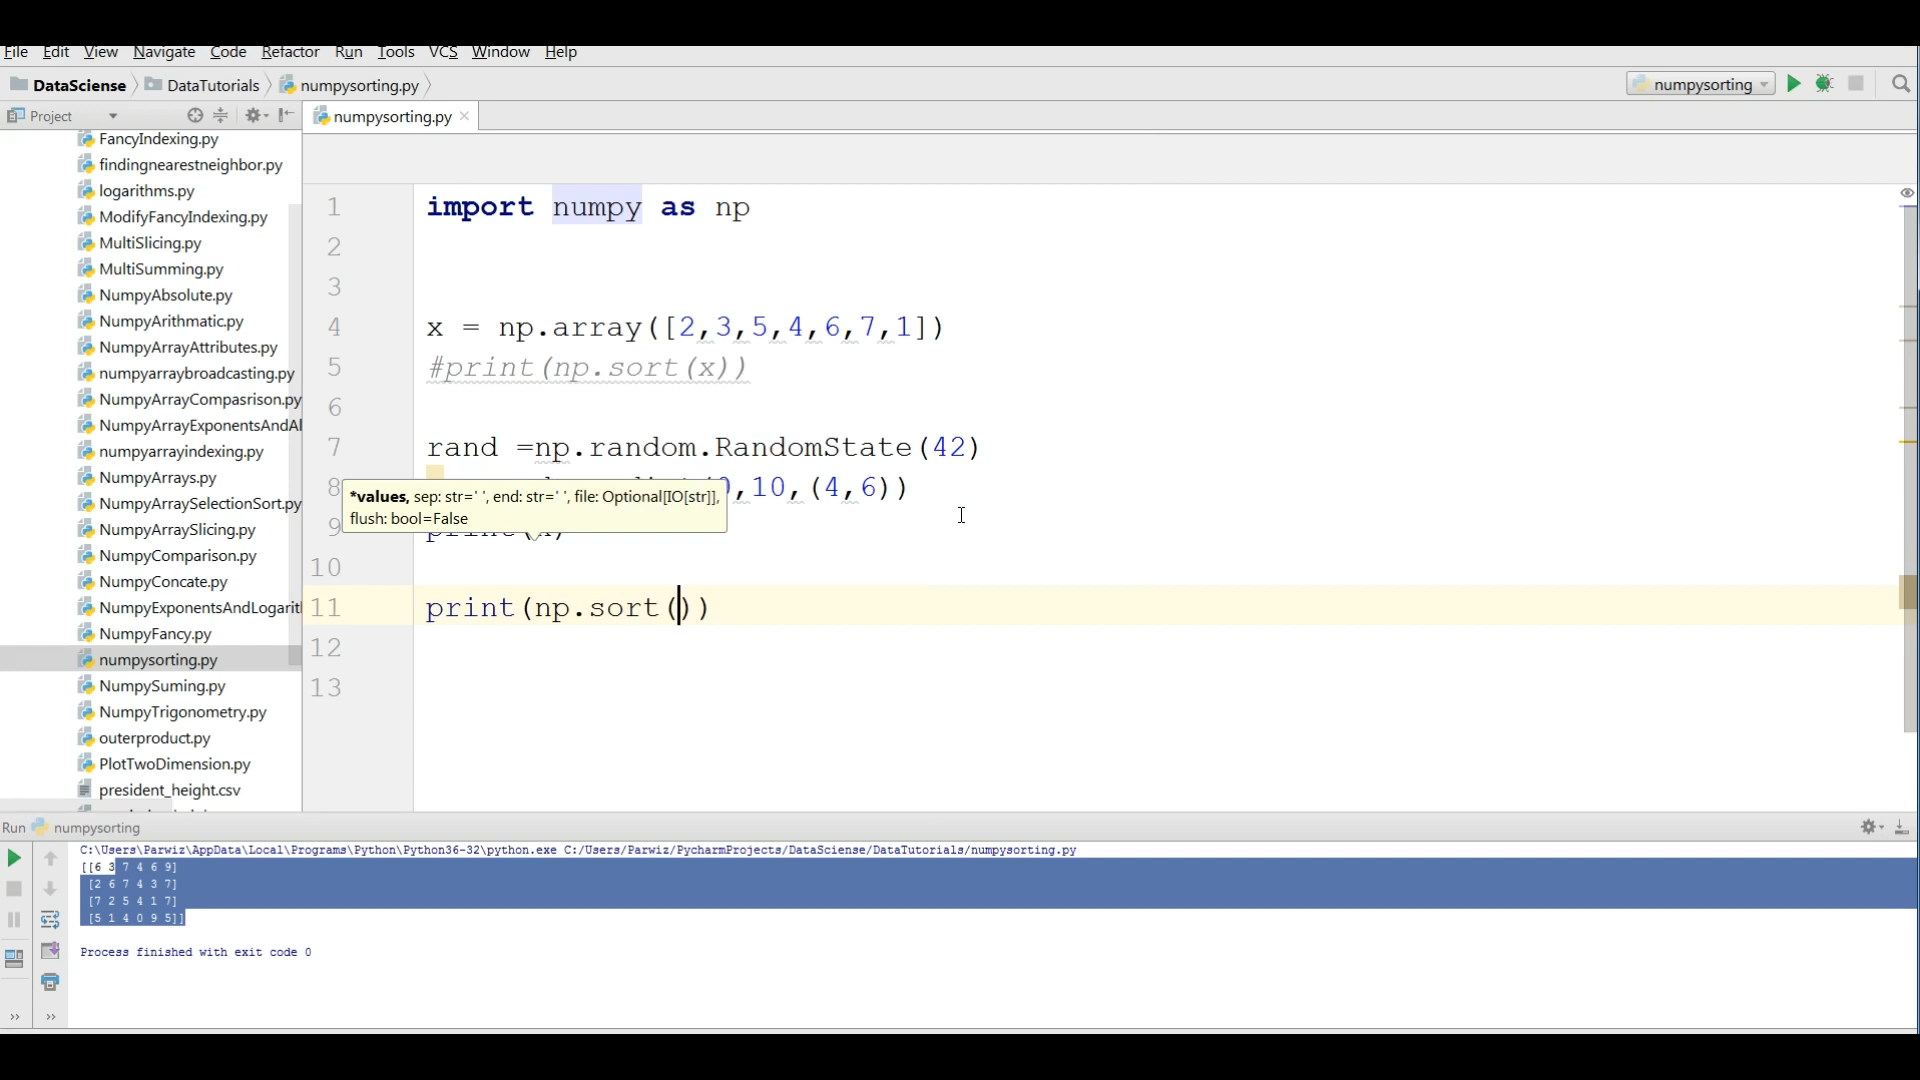 File Edit View Navigate Code Refactor Run Tools VCS Window Help
DataSciense DataTutorials numpysorting.py numpysorting
Project numpysorting.py
FancyIndexing.py
findingnearestneighbor.py
logarithms.py
ModifyFancyIndexing.py
MultiSlicing.py
MultiSumming.py
NumpyAbsolute.py
NumpyArithmatic.py
NumpyArrayAttributes.py
numpyarraybroadcasting.py
NumpyArrayCompasrison.py
NumpyArrayExponentsAndAl
numpyarrayindexing.py
NumpyArrays.py
NumpyArraySelectionSort.py
NumpyArraySlicing.py
NumpyComparison.py
NumpyConcate.py
NumpyExponentsAndLogarit
NumpyFancy.py
numpysorting.py
NumpySuming.py
NumpyTrigonometry.py
outerproduct.py
PlotTwoDimension.py
president_height.csv
1 import numpy as np
2
3
4 x = np.array([2,3,5,4,6,7,1])
5 #print(np.sort(x))
6
7 rand =np.random.RandomState(42)
8 ,10,(4,6))
*values, sep: str=' ', end: str=' ', file: Optional[IO[str]],
flush: bool=False
9 print(x)
10
11 print(np.sort())
12
13
Run numpysorting
C:\Users\Parwiz\AppData\Local\Programs\Python\Python36-32\python.exe C:/Users/Parwiz/PycharmProjects/DataSciense/DataTutorials/numpysorting.py
[[6 3 7 4 6 9]
[2 6 7 4 3 7]
[7 2 5 4 1 7]
[5 1 4 0 9 5]]
Process finished with exit code 0